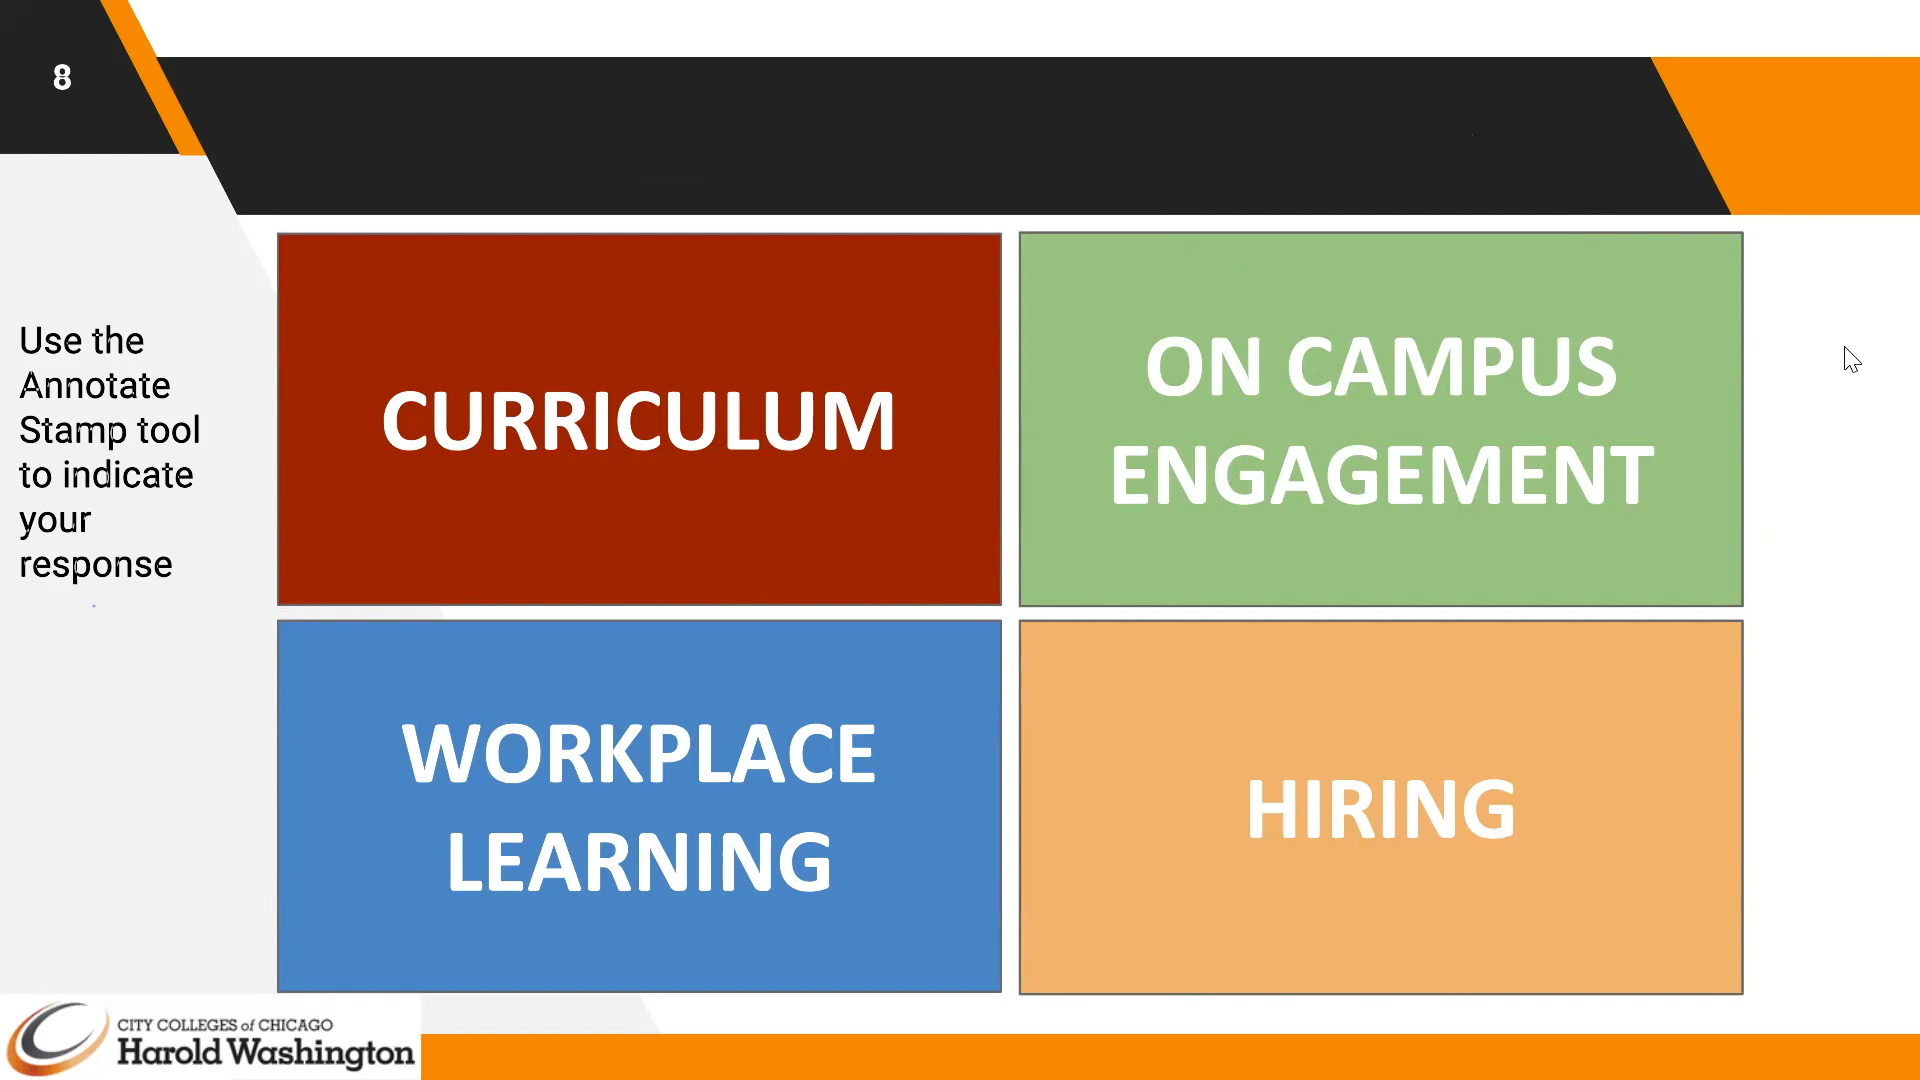 8
Use the
Annotate
Stamp tool
to indicate
your
response
CURRICULUM
ON CAMPUS
ENGAGEMENT
WORKPLACE
LEARNING
HIRING
CITY COLLEGES of CHICAGO
Harold Washington